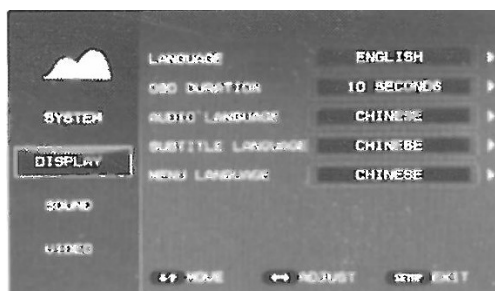 LANGUAGE ENGLISH
OSD DURATION 10 SECONDS
SYSTEM
AUDIO LANGUAGE CHINESE
SUBTITLE LANGUAGE CHINESE
DISPLAY
MENU LANGUAGE CHINESE
SOUND
VIDEO
MOVE ADJUST SETUP EXIT